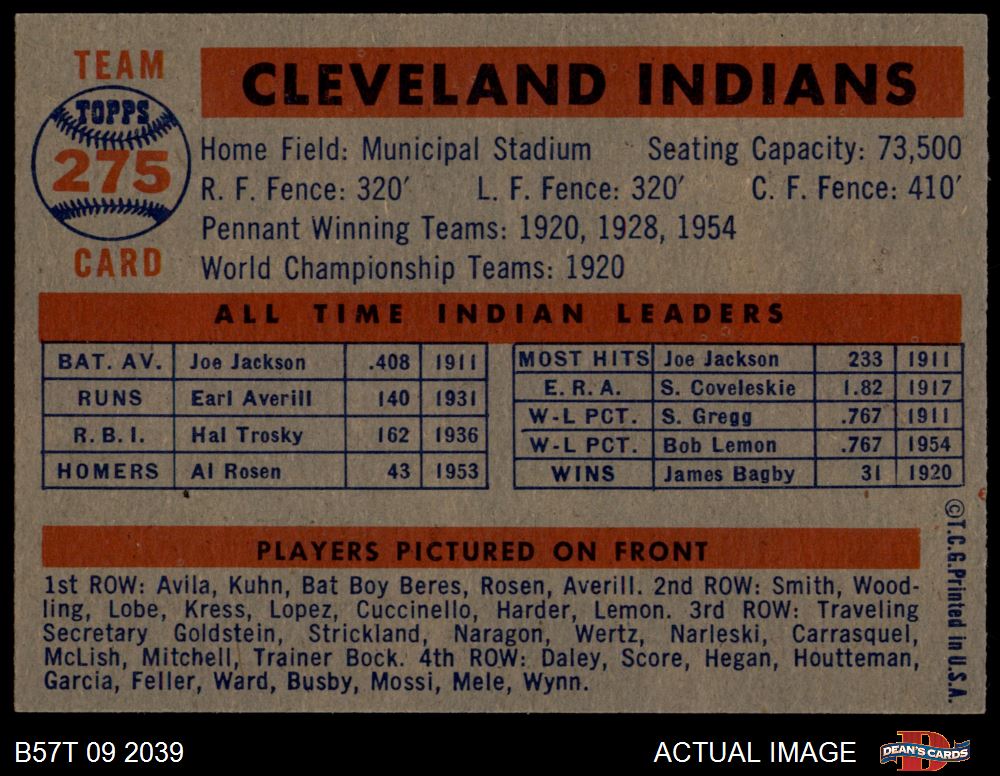 TEAM
TOPPS
275
CARD
CLEVELAND INDIANS
Home Field: Municipal Stadium Seating Capacity: 73,500
R. F. Fence: 320′ L. F. Fence: 320′ C. F. Fence: 410′
Pennant Winning Teams: 1920, 1928, 1954
World Championship Teams: 1920
ALL TIME INDIAN LEADERS
BAT. AV. Joe Jackson .408 1911
RUNS Earl Averill 140 1931
R. B. I. Hal Trosky 162 1936
HOMERS Al Rosen 43 1953
MOST HITS Joe Jackson 233 1911
E. R. A. S. Coveleskie 1.82 1917
W-L PCT. S. Gregg .767 1911
W-L PCT. Bob Lemon .767 1954
WINS James Bagby 31 1920
PLAYERS PICTURED ON FRONT
1st ROW: Avila, Kuhn, Bat Boy Beres, Rosen, Averill. 2nd ROW: Smith, Wood-
ling, Lobe, Kress, Lopez, Cuccinello, Harder, Lemon. 3rd ROW: Traveling
Secretary Goldstein, Strickland, Naragon, Wertz, Narleski, Carrasquel,
McLish, Mitchell, Trainer Bock. 4th ROW: Daley, Score, Hegan, Houtteman,
Garcia, Feller, Ward, Busby, Mossi, Mele, Wynn.
©T.C.G. Printed in U.S.A.
B57T 09 2039 ACTUAL IMAGE
DEAN'S CARDS